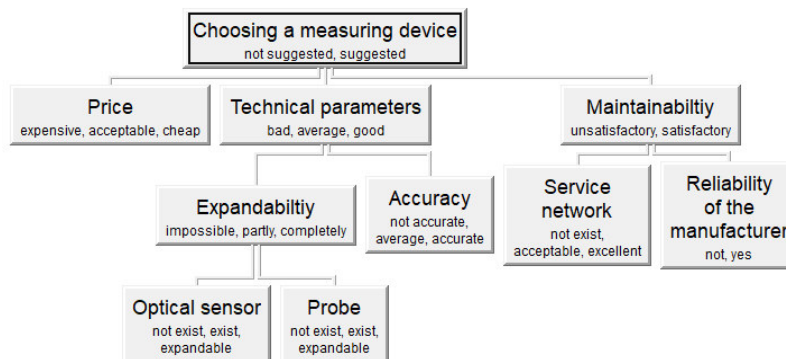 Choosing a measuring device
not suggested, suggested
Price
expensive, acceptable, cheap
Technical parameters
bad, average, good
Maintainabiltiy
unsatisfactory, satisfactory
Expandabiltiy
impossible, partly, completely
Accuracy
not accurate,
average, accurate
Service
network
not exist,
acceptable, excellent
Reliability
of the
manufacturer
not, yes
Optical sensor
not exist, exist,
expandable
Probe
not exist, exist,
expandable